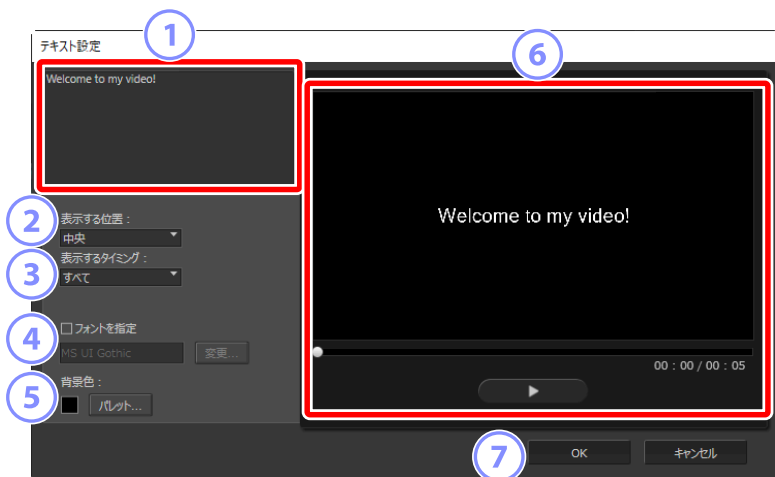 1
テキスト設定
6
Welcome to my video!
Welcome to my video!
2
表示する位置：
中央
3
表示するタイミング：
すべて
4
フォントを指定
MS UI Gothic
変更...
00 : 00 / 00 : 05
5
背景色：
パレット...
7
OK
キャンセル